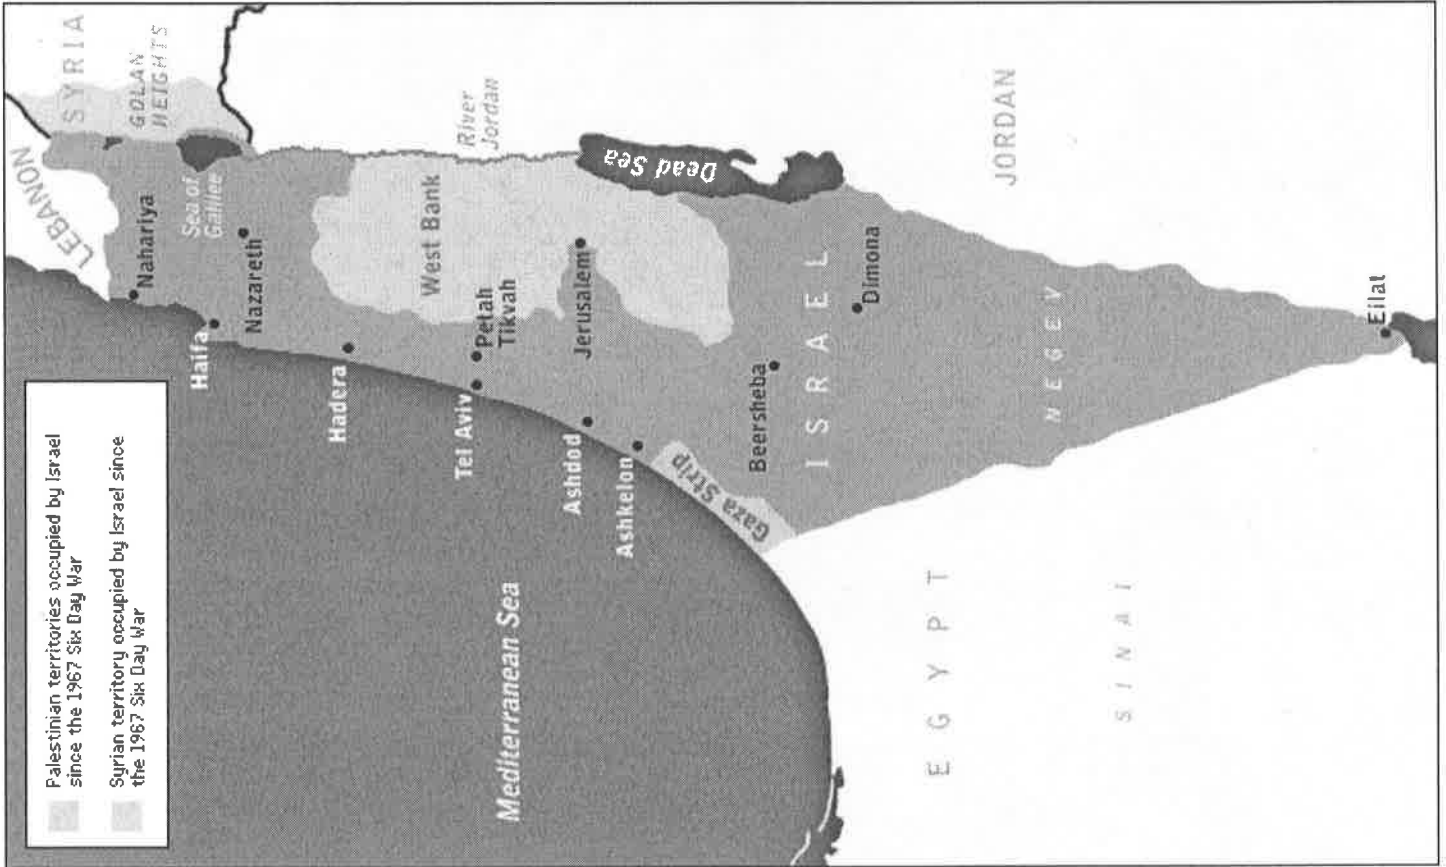 Palestinian territories occupied by Israel
since the 1967 Six Day War
Syrian territory occupied by Israel since
the 1967 Six Day War
LEBANON
SYRIA
GOLAN
HEIGHTS
Nahariya
Sea of
Galilee
Haifa
Nazareth
Hadera
West Bank
River
Jordan
Tel Aviv
Petah
Tikvah
Jerusalem
Ashdod
Ashkelon
Dead Sea
Gaza Strip
Mediterranean Sea
Beersheba
ISRAEL
Dimona
JORDAN
EGYPT
NEGEV
SINAI
Eilat